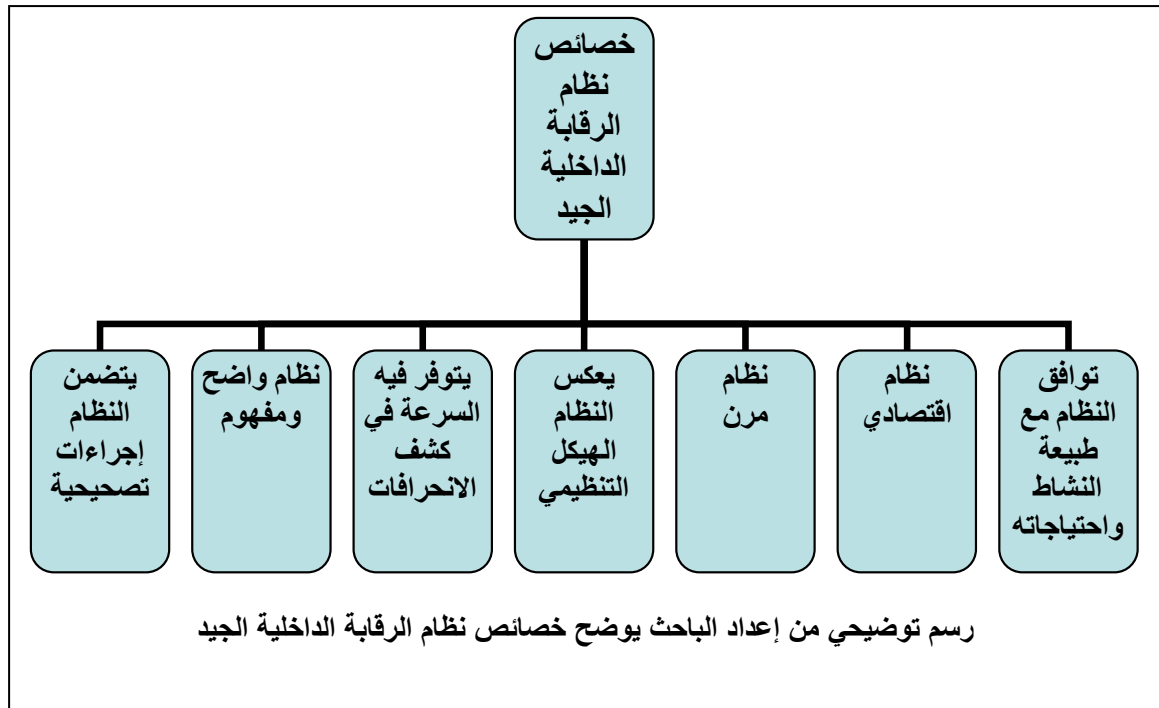 خصائص
نظام
الرقابة
الداخلية
الجيد
توافق
النظام مع
طبيعة
النشاط
واحتياجاته
نظام
اقتصادي
نظام
مرن
يعكس
النظام
الهيكل
التنظيمي
يتوفر فيه
السرعة في
كشف
الانحرافات
نظام واضح
ومفهوم
يتضمن
النظام
إجراءات
تصحيحية
رسم توضيحي من إعداد الباحث يوضح خصائص نظام الرقابة الداخلية الجيد